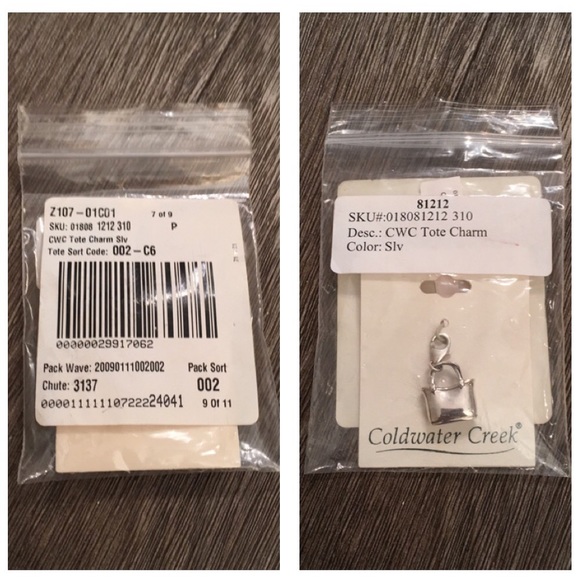 Z107-01C01 7 of 9
SKU: 01808 1212 310 P
CWC Tote Charm Slv
Tote Sort Code: 002-C6
00000029917062
Pack Wave: 20090111002002 Pack Sort
Chute: 3137 002
000011111107222224041 9 Of 11
81212
SKU#:018081212 310
Desc.: CWC Tote Charm
Color: Slv
Coldwater Creek®